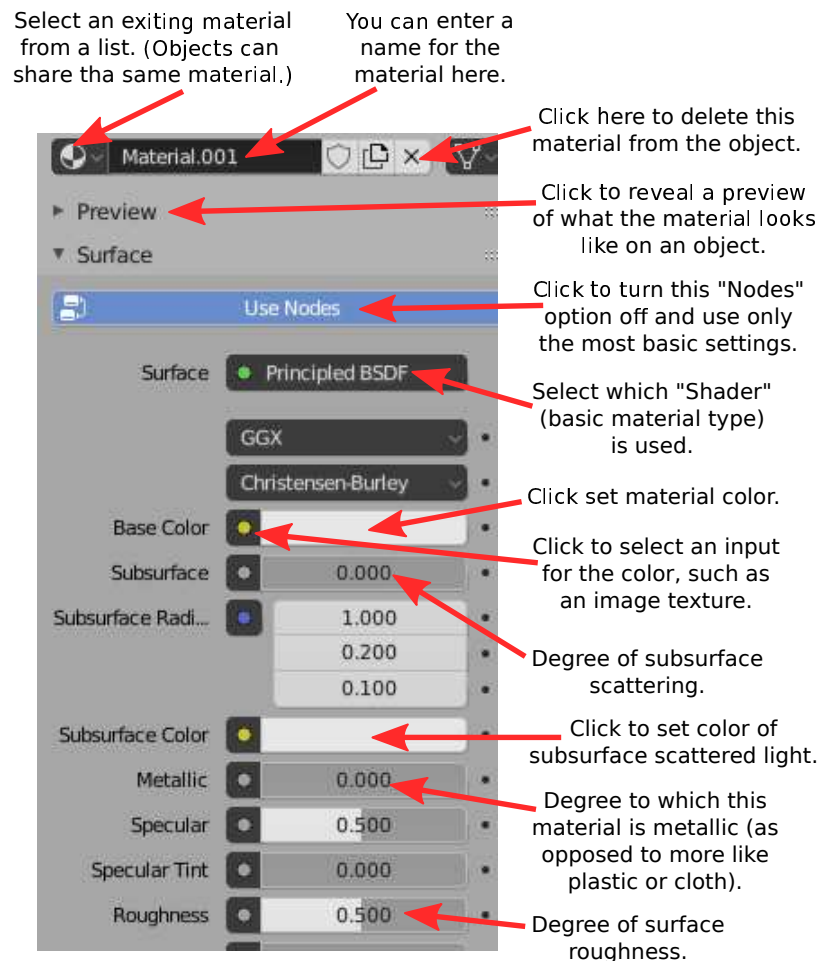 Select an exiting material
from a list. (Objects can
share tha same material.)
You can enter a
name for the
material here.
Click here to delete this
material from the object.
Material.001
Click to reveal a preview
of what the material looks
like on an object.
Preview
Surface
Click to turn this "Nodes"
option off and use only
the most basic settings.
Use Nodes
Surface
Principled BSDF
Select which "Shader"
(basic material type)
is used.
GGX
Christensen-Burley
Click set material color.
Base Color
Click to select an input
for the color, such as
an image texture.
Subsurface
0.000
Subsurface Radi...
1.000
0.200
0.100
Degree of subsurface
scattering.
Subsurface Color
Click to set color of
subsurface scattered light.
Metallic
0.000
Degree to which this
material is metallic (as
opposed to more like
plastic or cloth).
Specular
0.500
Specular Tint
0.000
Roughness
0.500
Degree of surface
roughness.